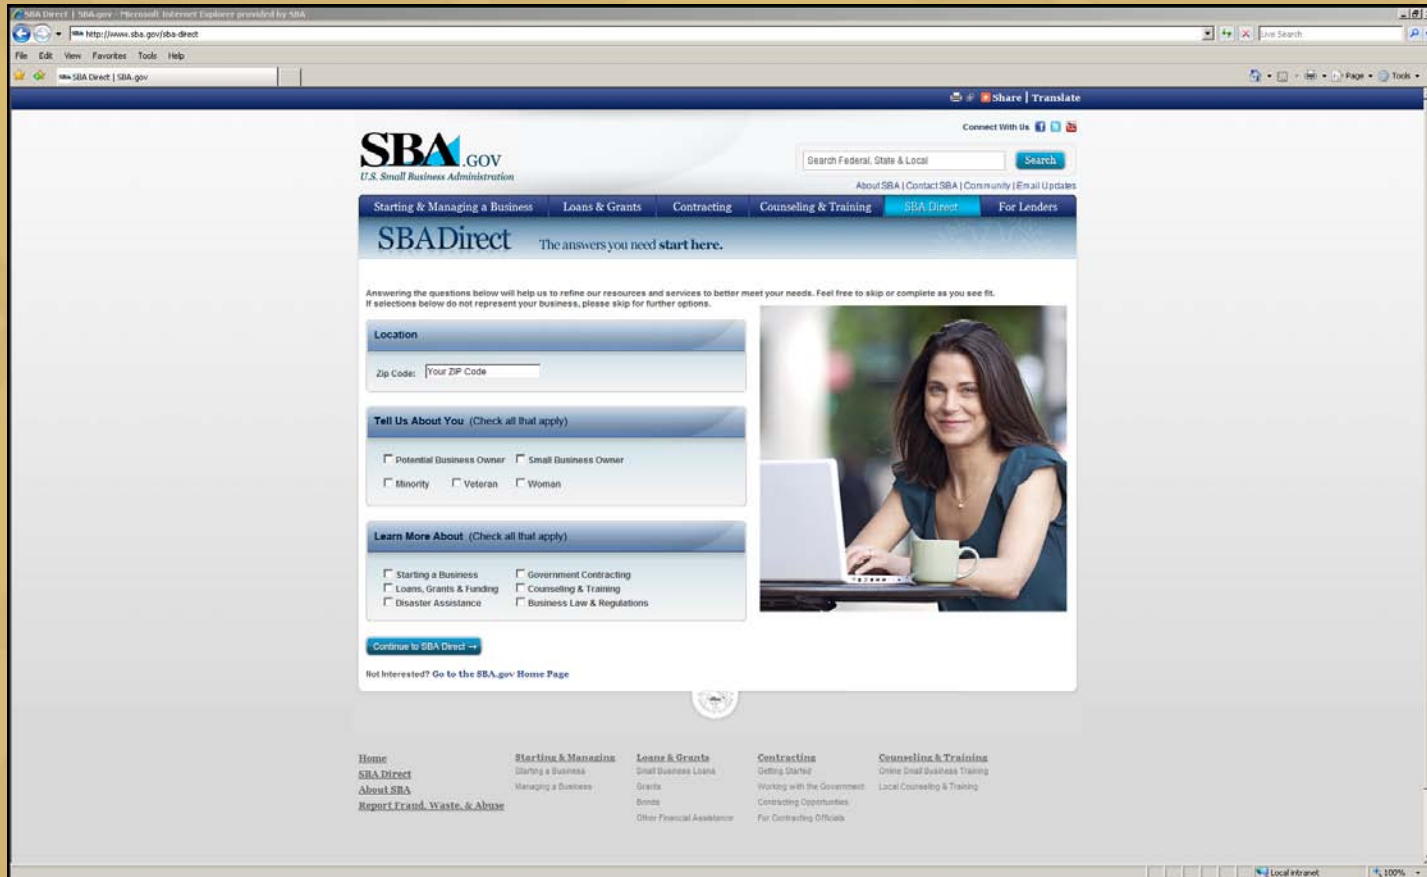 SBA Direct | SBA.gov - Microsoft Internet Explorer provided by SBA
http://www.sba.gov/sba-direct
Live Search
File Edit View Favorites Tools Help
SBA Direct | SBA.gov
Page Tools
Share | Translate
Connect With Us
SBA.GOV
U.S. Small Business Administration
Search Federal, State & Local
Search
About SBA | Contact SBA | Community | Email Updates
Starting & Managing a Business Loans & Grants Contracting Counseling & Training SBA Direct For Lenders
SBADirect The answers you need start here.
Answering the questions below will help us to refine our resources and services to better meet your needs. Feel free to skip or complete as you see fit.
If selections below do not represent your business, please skip for further options.
Location
Zip Code: Your ZIP Code
Tell Us About You (Check all that apply)
Potential Business Owner Small Business Owner
Minority Veteran Woman
Learn More About (Check all that apply)
Starting a Business Government Contracting
Loans, Grants & Funding Counseling & Training
Disaster Assistance Business Law & Regulations
Continue to SBA Direct →
Not Interested? Go to the SBA.gov Home Page
Home Starting & Managing Loans & Grants Contracting Counseling & Training
SBA Direct Starting a Business Small Business Loans Getting Started Online Small Business Training
About SBA Managing a Business Grants Working with the Government Local Counseling & Training
Report Fraud, Waste, & Abuse Bonds Contracting Opportunities
Other Financial Assistance For Contracting Officials
Local intranet 100%